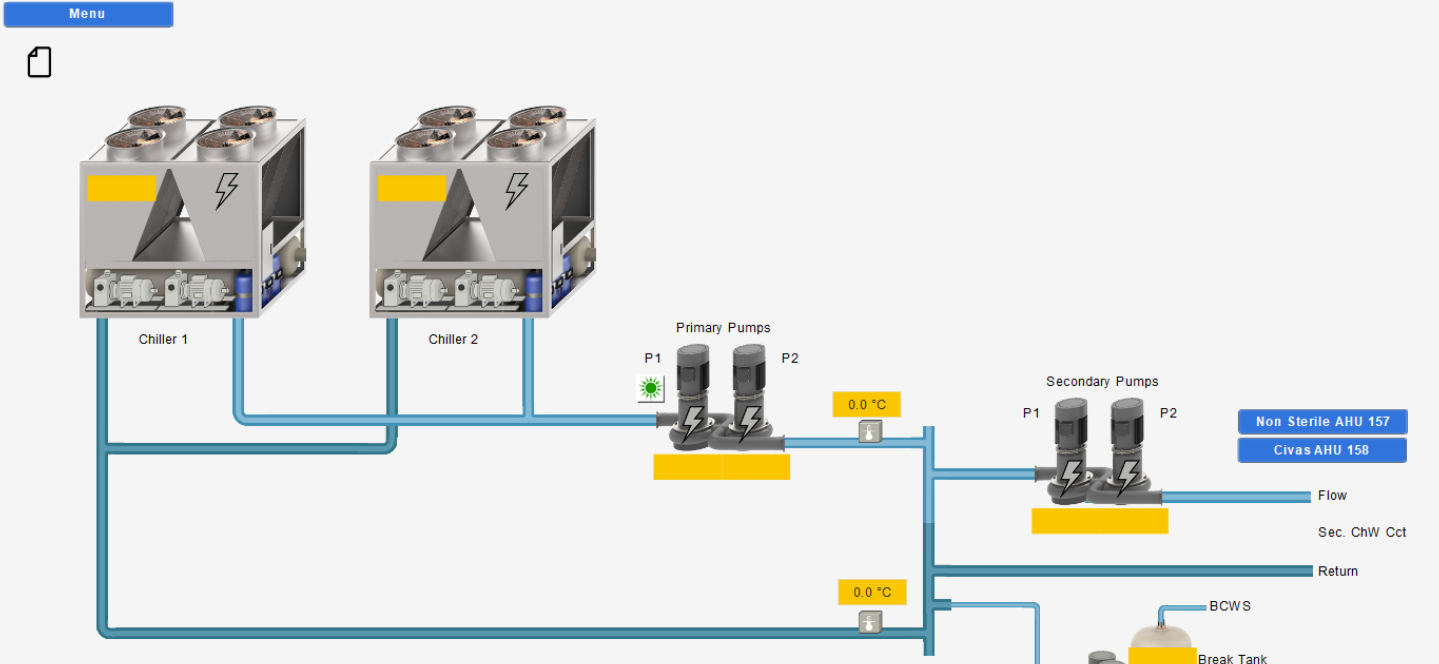 Menu
Chiller 1
Chiller 2
Primary Pumps
P1
P2
0.0 °C
Secondary Pumps
P1
P2
Non Sterile AHU 157
Civas AHU 158
Flow
Sec. ChW Cct
Return
0.0 °C
BCWS
Break Tank